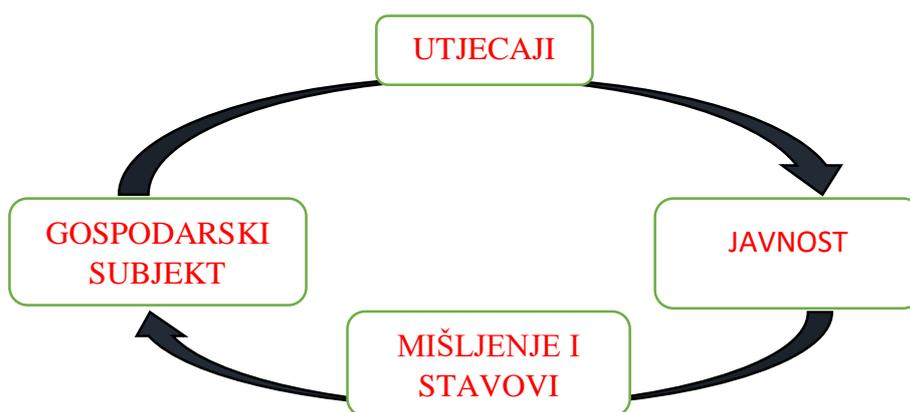 UTJECAJI
GOSPODARSKI
SUBJEKT
JAVNOST
MIŠLJENJE I
STAVOVI